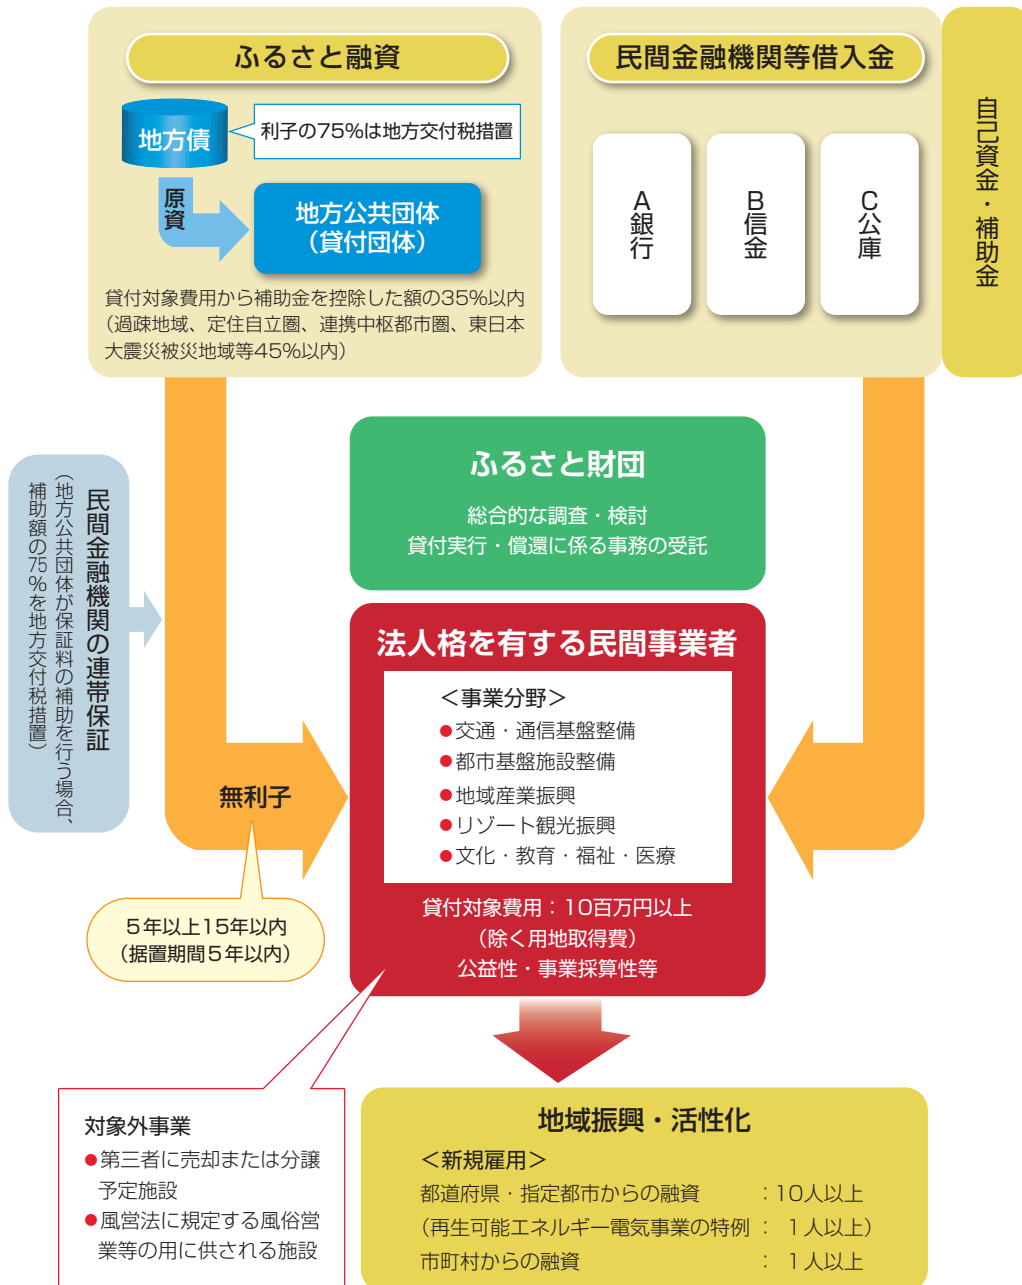 ふるさと融資
地方債
利子の75%は地方交付税措置
原資
地方公共団体
（貸付団体）
貸付対象費用から補助金を控除した額の35%以内
（過疎地域、定住自立圏、連携中枢都市圏、東日本
大震災被災地域等45%以内）
民間金融機関等借入金
A銀行
B信金
C公庫
自己資金・補助金
民間金融機関の連帯保証
（地方公共団体が保証料の補助を行う場合、
補助額の75%を地方交付税措置）
ふるさと財団
総合的な調査・検討
貸付実行・償還に係る事務の受託
法人格を有する民間事業者
＜事業分野＞
●交通・通信基盤整備
●都市基盤施設整備
●地域産業振興
●リゾート観光振興
●文化・教育・福祉・医療
貸付対象費用：10百万円以上
（除く用地取得費）
公益性・事業採算性等
無利子
５年以上15年以内
（据置期間５年以内）
対象外事業
●第三者に売却または分譲
予定施設
●風営法に規定する風俗営
業等の用に供される施設
地域振興・活性化
＜新規雇用＞
都道府県・指定都市からの融資　：10人以上
（再生可能エネルギー電気事業の特例：　1人以上）
市町村からの融資　：　1人以上